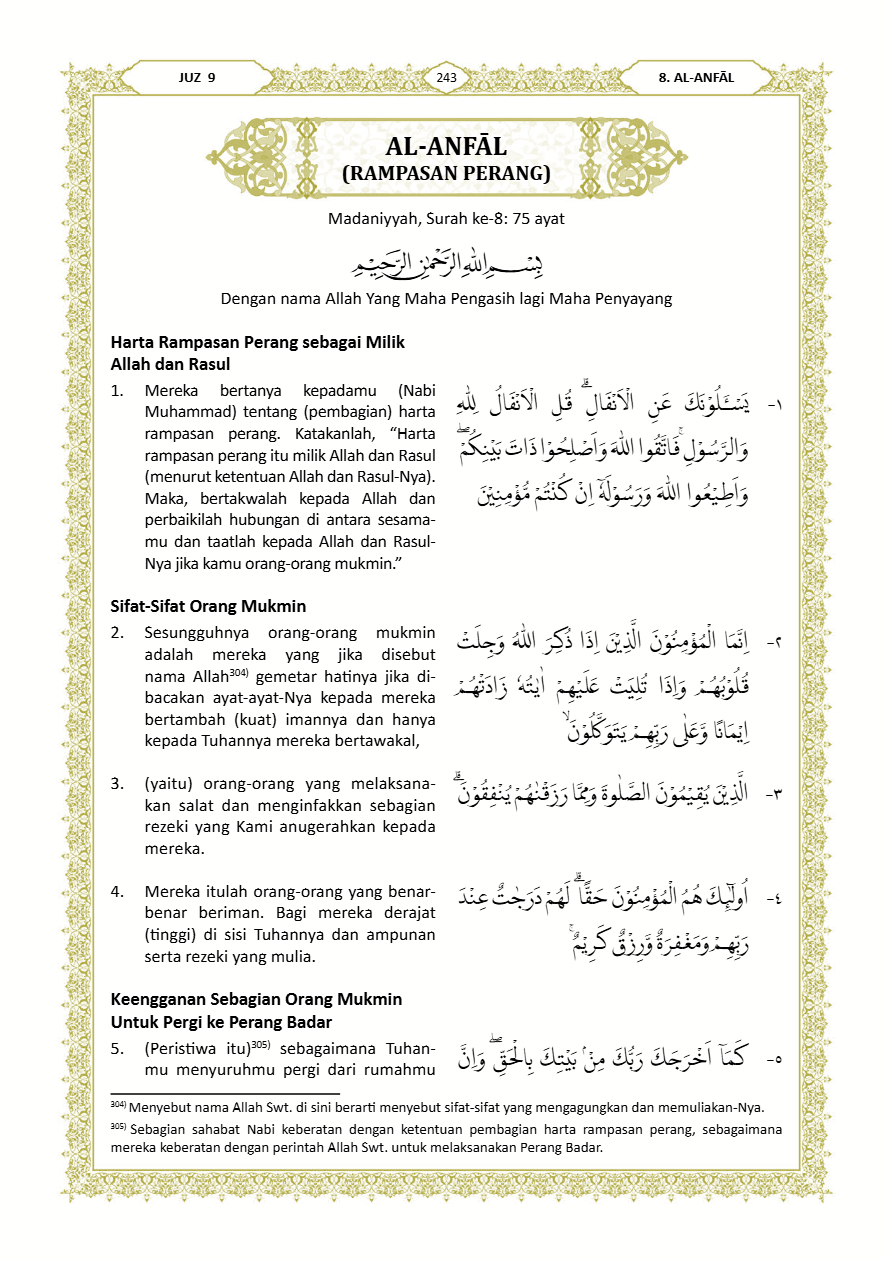 JUZ 9
243
8. AL-ANFĀL
AL-ANFĀL
(RAMPASAN PERANG)
Madaniyyah, Surah ke-8: 75 ayat
بِسْمِ اللّٰهِ الرَّحْمٰنِ الرَّحِيْمِ
Dengan nama Allah Yang Maha Pengasih lagi Maha Penyayang
Harta Rampasan Perang sebagai Milik
Allah dan Rasul
1. Mereka bertanya kepadamu (Nabi
Muhammad) tentang (pembagian) harta
rampasan perang. Katakanlah, “Harta
rampasan perang itu milik Allah dan Rasul
(menurut ketentuan Allah dan Rasul-Nya).
Maka, bertakwalah kepada Allah dan
perbaikilah hubungan di antara sesama-
mu dan taatlah kepada Allah dan Rasul-
Nya jika kamu orang-orang mukmin.”
١- يَسْـَٔلُوْنَكَ عَنِ الْاَنْفَالِۗ قُلِ الْاَنْفَالُ لِلّٰهِ
وَالرَّسُوْلِۚ فَاتَّقُوا اللّٰهَ وَاَصْلِحُوْا ذَاتَ بَيْنِكُمْۖ
وَاَطِيْعُوا اللّٰهَ وَرَسُوْلَهٗٓ اِنْ كُنْتُمْ مُّؤْمِنِيْنَ
Sifat-Sifat Orang Mukmin
2. Sesungguhnya orang-orang mukmin
adalah mereka yang jika disebut
nama Allah³⁰⁴⁾ gemetar hatinya jika di-
bacakan ayat-ayat-Nya kepada mereka
bertambah (kuat) imannya dan hanya
kepada Tuhannya mereka bertawakal,
٢- اِنَّمَا الْمُؤْمِنُوْنَ الَّذِيْنَ اِذَا ذُكِرَ اللّٰهُ وَجِلَتْ
قُلُوْبُهُمْ وَاِذَا تُلِيَتْ عَلَيْهِمْ اٰيٰتُهٗ زَادَتْهُمْ
اِيْمَانًا وَّعَلٰى رَبِّهِمْ يَتَوَكَّلُوْنَۙ
3. (yaitu) orang-orang yang melaksana-
kan salat dan menginfakkan sebagian
rezeki yang Kami anugerahkan kepada
mereka.
٣- الَّذِيْنَ يُقِيْمُوْنَ الصَّلٰوةَ وَمِمَّا رَزَقْنٰهُمْ يُنْفِقُوْنَۗ
4. Mereka itulah orang-orang yang benar-
benar beriman. Bagi mereka derajat
(tinggi) di sisi Tuhannya dan ampunan
serta rezeki yang mulia.
٤- اُولٰۤىِٕكَ هُمُ الْمُؤْمِنُوْنَ حَقًّاۗ لَهُمْ دَرَجٰتٌ عِنْدَ
رَبِّهِمْ وَمَغْفِرَةٌ وَّرِزْقٌ كَرِيْمٌۚ
Keengganan Sebagian Orang Mukmin
Untuk Pergi ke Perang Badar
5. (Peristiwa itu)³⁰⁵⁾ sebagaimana Tuhan-
mu menyuruhmu pergi dari rumahmu
٥- كَمَآ اَخْرَجَكَ رَبُّكَ مِنْۢ بَيْتِكَ بِالْحَقِّۖ وَاِنَّ
³⁰⁴⁾ Menyebut nama Allah Swt. di sini berarti menyebut sifat-sifat yang mengagungkan dan memuliakan-Nya.
³⁰⁵⁾ Sebagian sahabat Nabi keberatan dengan ketentuan pembagian harta rampasan perang, sebagaimana
mereka keberatan dengan perintah Allah Swt. untuk melaksanakan Perang Badar.